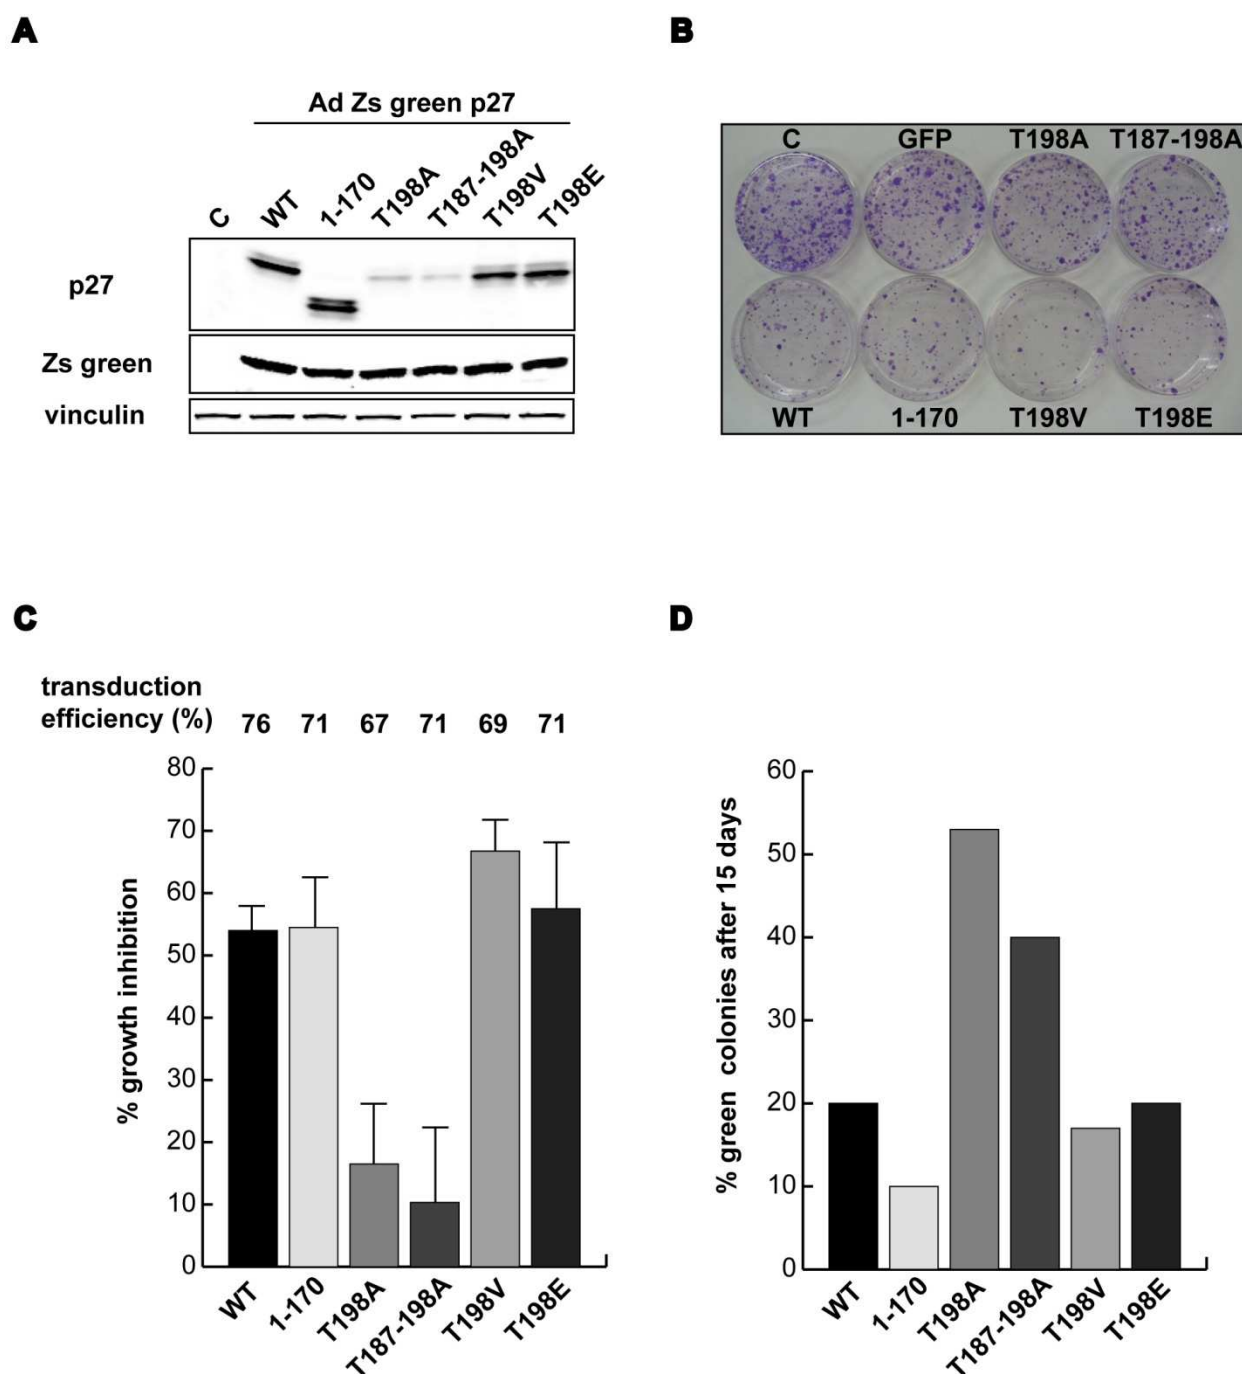 A
Ad Zs green p27
C WT 1-170 T198A T187-198A T198V T198E
p27
Zs green
vinculin
B
C GFP T198A T187-198A
WT 1-170 T198V T198E
C
transduction
efficiency (%) 76 71 67 71 69 71
% growth inhibition
80
70
60
50
40
30
20
10
0
WT 1-170 T198A T187-198A T198V T198E
D
% green colonies after 15 days
60
50
40
30
20
10
0
WT 1-170 T198A T187-198A T198V T198E